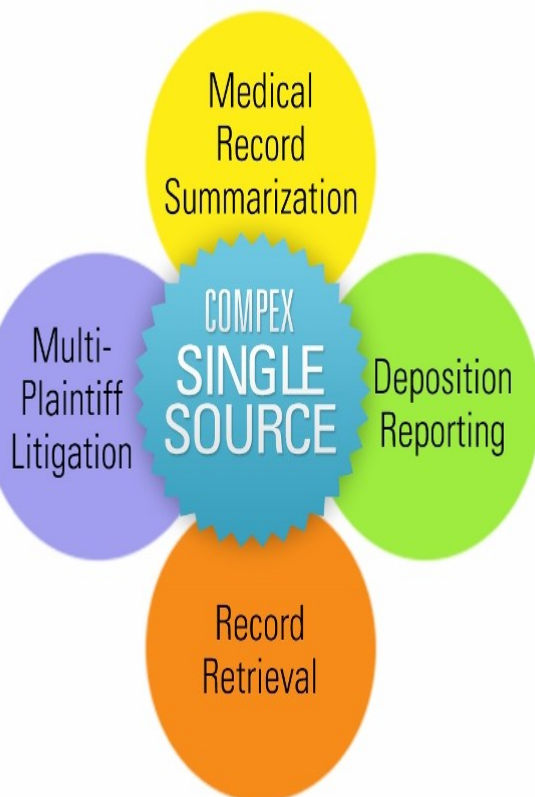 Medical
Record
Summarization
Multi-
Plaintiff
Litigation
COMPEX
SINGLE
SOURCE
Deposition
Reporting
Record
Retrieval